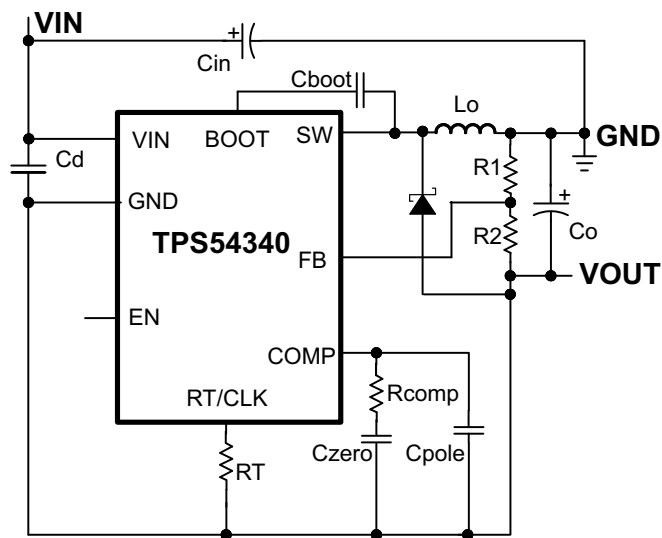 VIN
+
Cin
Cboot
Lo
VIN
BOOT
SW
GND
Cd
R1
GND
+
TPS54340
R2
Co
FB
VOUT
EN
COMP
RT/CLK
Rcomp
Czero
Cpole
RT